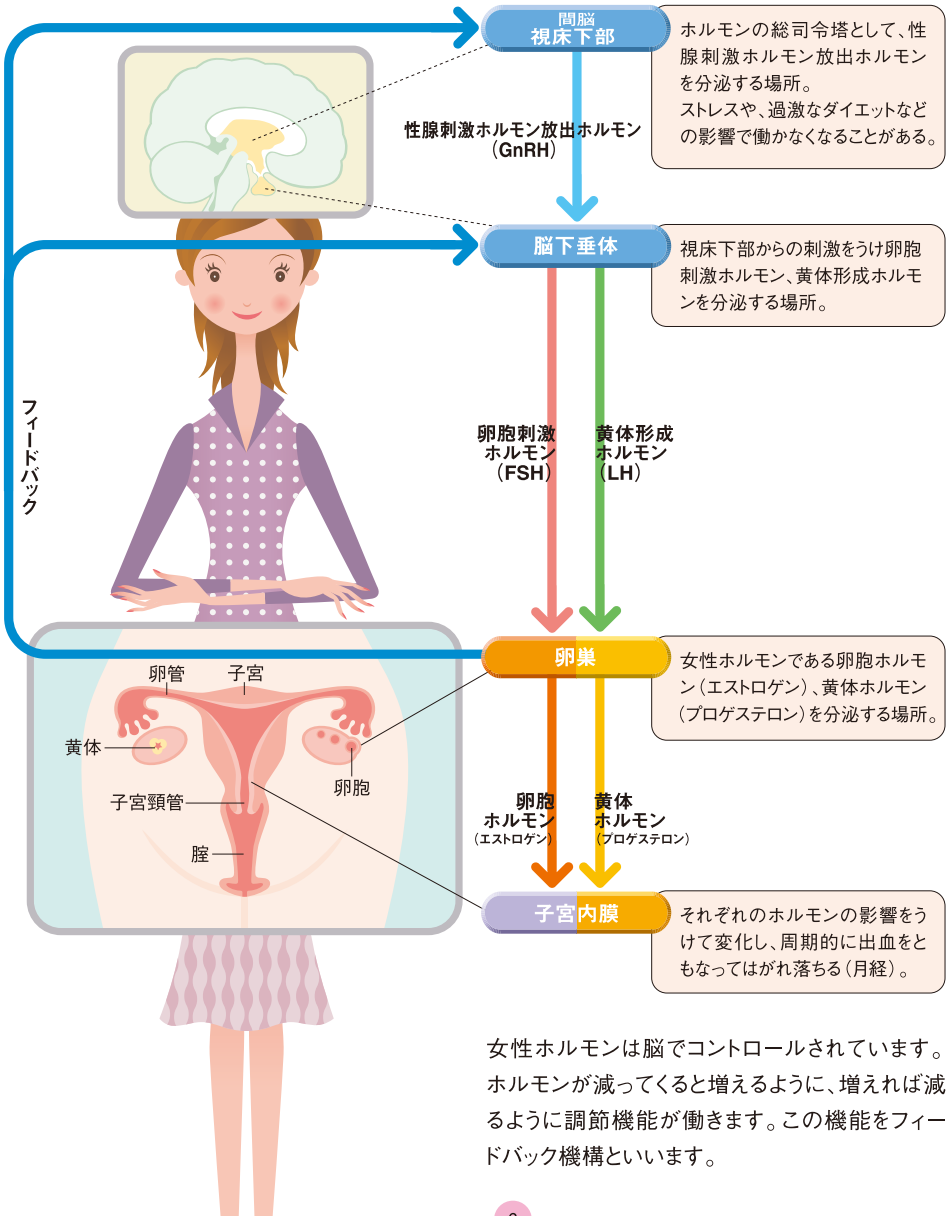 間脳
視床下部
ホルモンの総司令塔として、性
腺刺激ホルモン放出ホルモン
を分泌する場所。
ストレスや、過激なダイエットなど
の影響で働かなくなることがある。
性腺刺激ホルモン放出ホルモン
（GnRH）
脳下垂体
視床下部からの刺激をうけ卵胞
刺激ホルモン、黄体形成ホルモ
ンを分泌する場所。
フィードバック
卵胞刺激
ホルモン
（FSH）
黄体形成
ホルモン
（LH）
卵巣
女性ホルモンである卵胞ホルモ
ン（エストロゲン）、黄体ホルモン
（プロゲステロン）を分泌する場所。
卵管
子宮
黄体
卵胞
子宮頸管
腟
卵胞
ホルモン
（エストロゲン）
黄体
ホルモン
（プロゲステロン）
子宮内膜
それぞれのホルモンの影響をう
けて変化し、周期的に出血をと
もなってはがれ落ちる（月経）。
女性ホルモンは脳でコントロールされています。
ホルモンが減ってくると増えるように、増えれば減
るように調節機能が働きます。この機能をフィー
ドバック機構といいます。